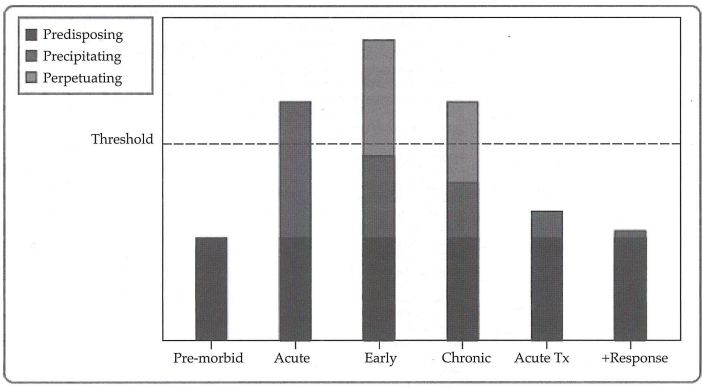 Predisposing
Precipitating
Perpetuating
Threshold
Pre-morbid
Acute
Early
Chronic
Acute Tx
+Response